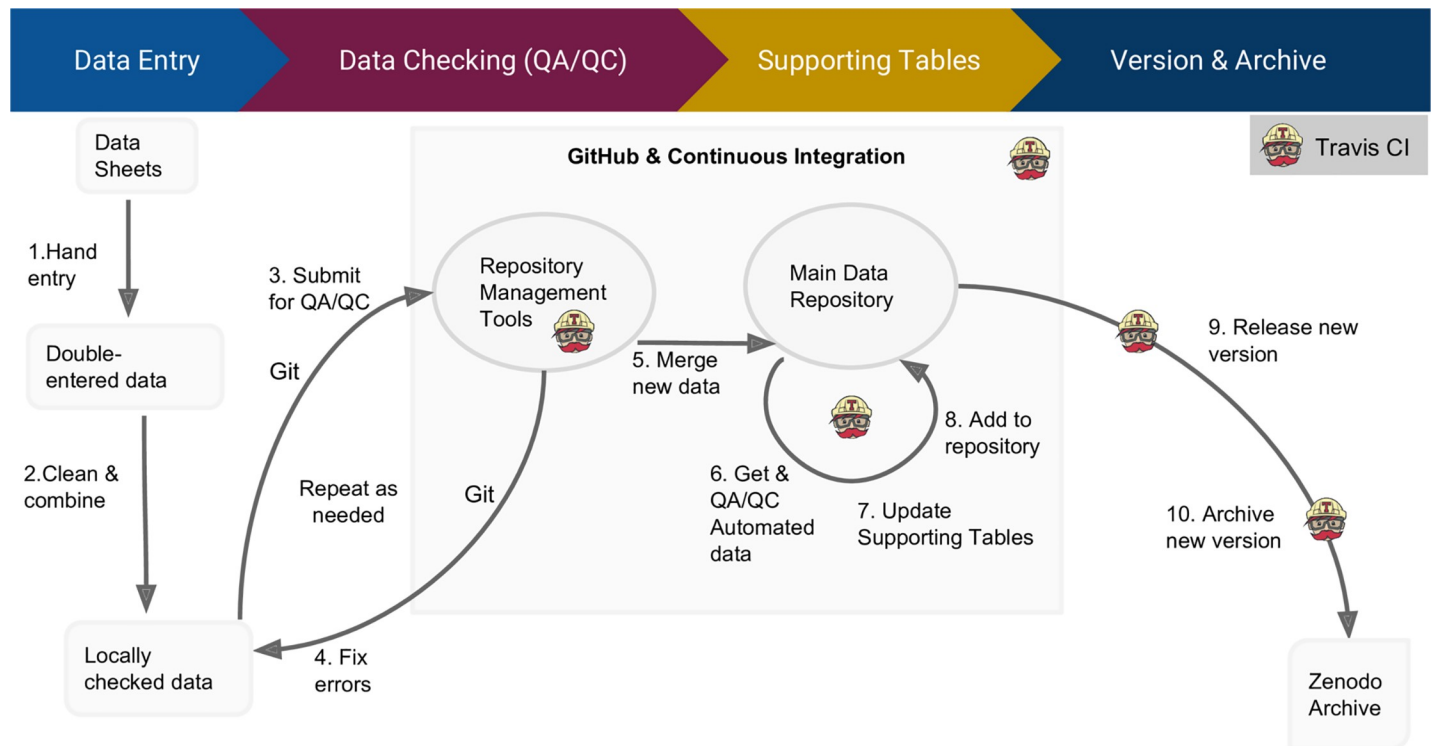 Data Entry
Data Checking (QA/QC)
Supporting Tables
Version & Archive
Data
Sheets
GitHub & Continuous Integration
T
T
Travis CI
1.Hand
entry
3. Submit
for QA/QC
Repository
Management
Tools
T
Main Data
Repository
T
9. Release new
version
Double-
entered data
Git
5. Merge
new data
T
8. Add to
repository
2.Clean &
combine
Repeat as
needed
Git
6. Get &
QA/QC
Automated
data
7. Update
Supporting Tables
10. Archive
new version
T
Locally
checked data
4. Fix
errors
Zenodo
Archive